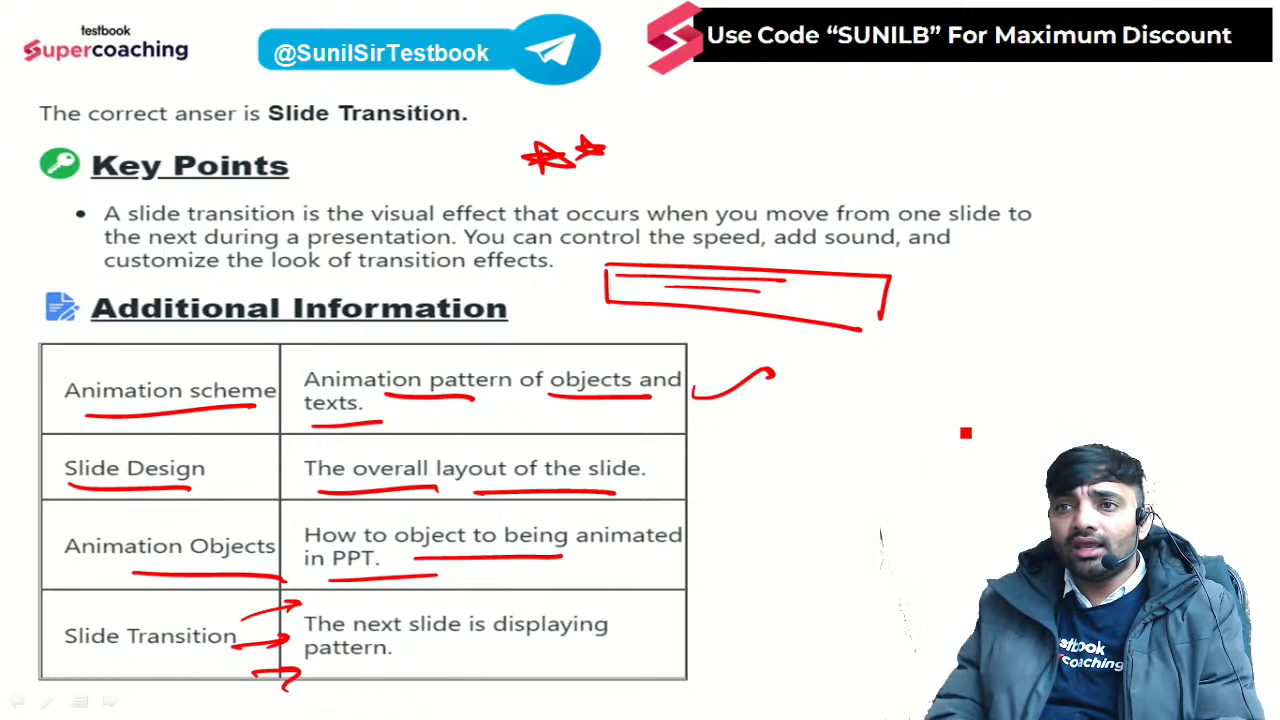 testbook
Supercoaching
@SunilSirTestbook
Use Code “SUNILB” For Maximum Discount
The correct anser is Slide Transition.
Key Points
• A slide transition is the visual effect that occurs when you move from one slide to
the next during a presentation. You can control the speed, add sound, and
customize the look of transition effects.
Additional Information
Animation scheme
Animation pattern of objects and
texts.
Slide Design
The overall layout of the slide.
Animation Objects
How to object to being animated
in PPT.
Slide Transition
The next slide is displaying
pattern.
testbook
coaching